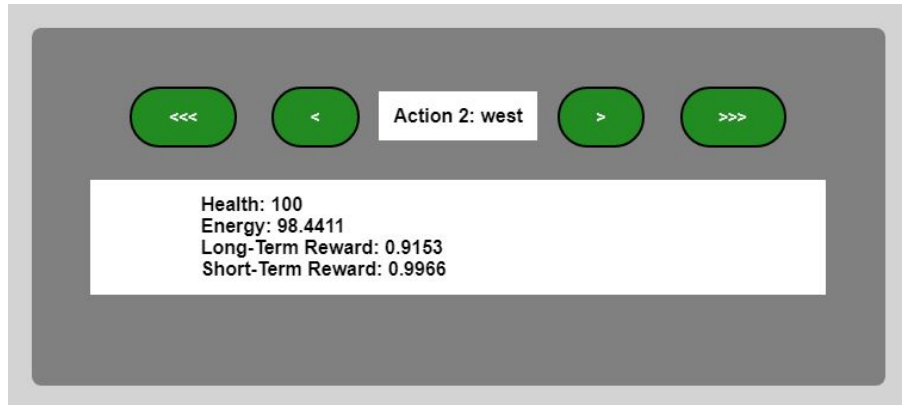 <<< < Action 2: west > >>>
Health: 100
Energy: 98.4411
Long-Term Reward: 0.9153
Short-Term Reward: 0.9966